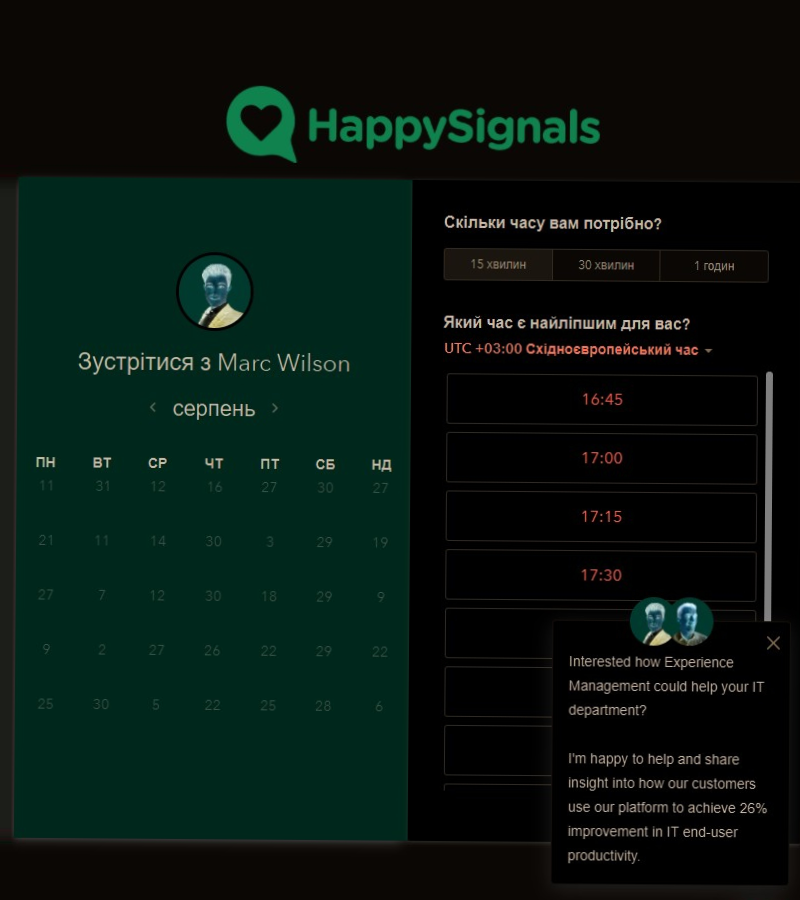 HappySignals
Зустрітися з Marc Wilson
серпень
ПН ВТ СР ЧТ ПТ СБ НД
11 31 12 16 27 30 27
21 11 14 30 3 29 19
27 7 12 30 18 29 9
9 2 27 26 22 29 22
25 30 5 22 25 28 6
Скільки часу вам потрібно?
15 хвилин 30 хвилин 1 годин
Який час є найліпшим для вас?
UTC +03:00 Східноєвропейський час
16:45
17:00
17:15
17:30
Interested how Experience
Management could help your IT
department?
I'm happy to help and share
insight into how our customers
use our platform to achieve 26%
improvement in IT end-user
productivity.